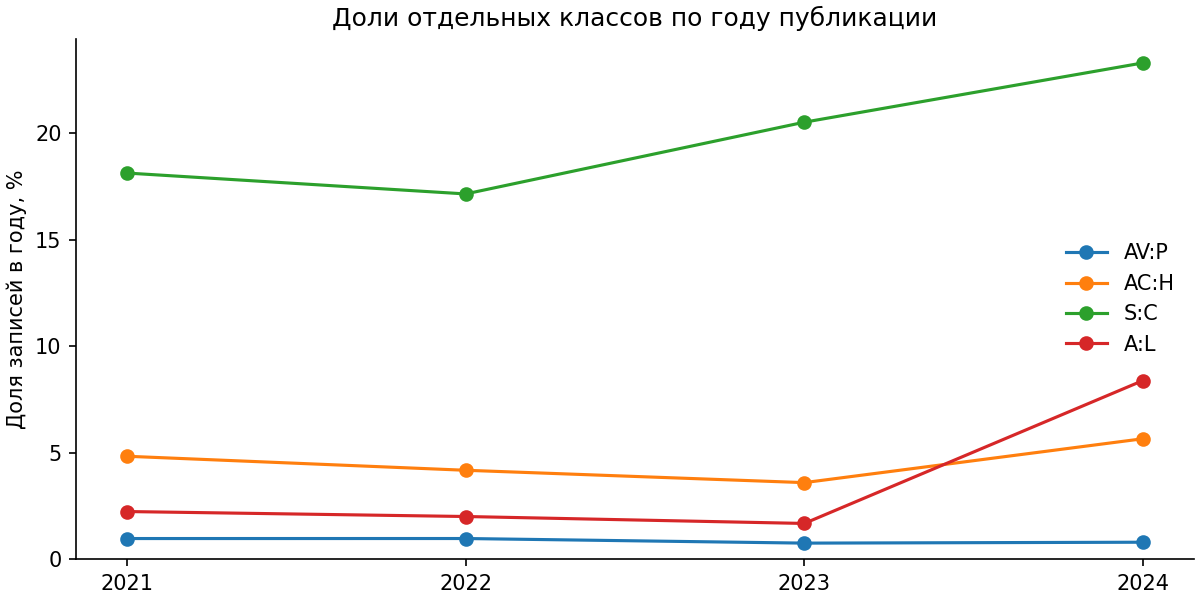 Доли отдельных классов по году публикации
Доля записей в году, %
20
15
10
5
0
2021
2022
2023
2024
AV:P
AC:H
S:C
A:L